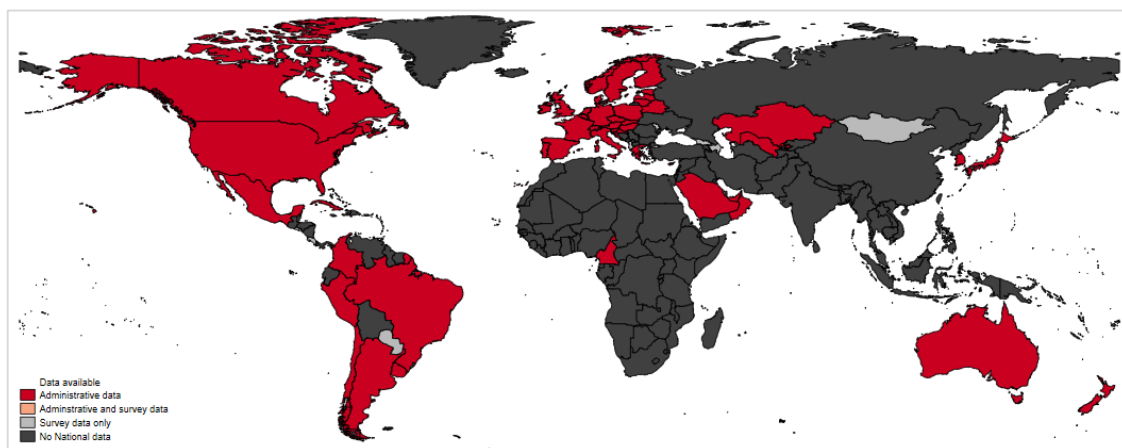 Data available
Administrative data
Adminstrative and survey data
Survey data only
No National data